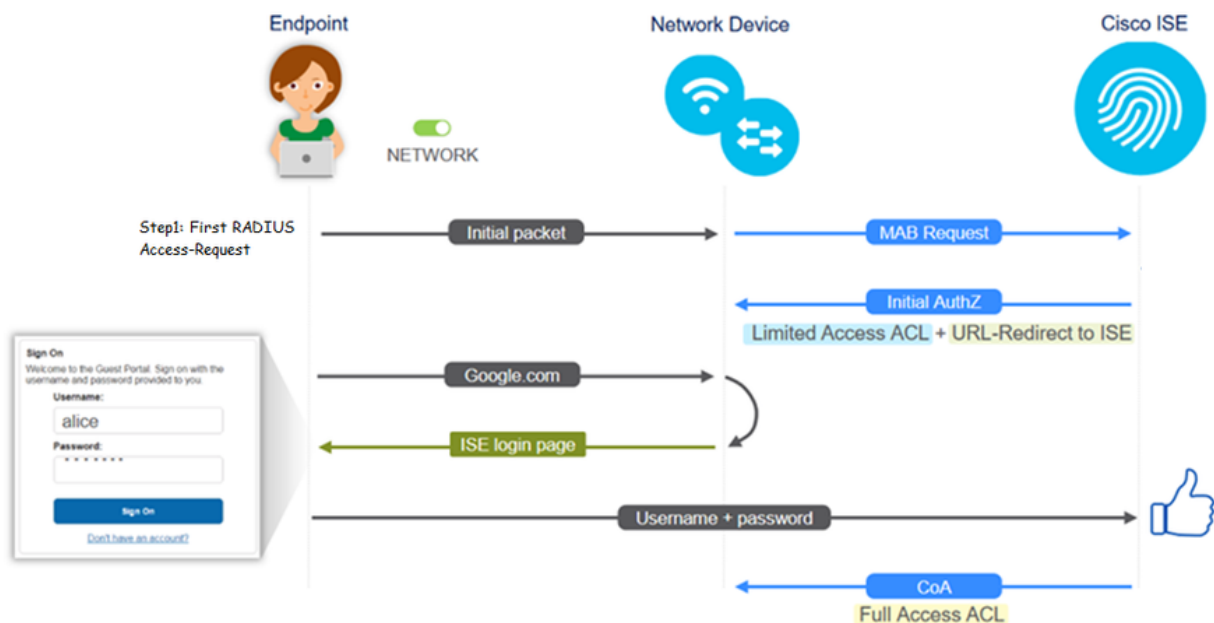 Endpoint
Network Device
Cisco ISE
NETWORK
Step1: First RADIUS
Access-Request
Initial packet
MAB Request
Initial AuthZ
Limited Access ACL + URL-Redirect to ISE
Sign On
Welcome to the Guest Portal. Sign on with the
username and password provided to you.
Username:
alice
Password:
Sign On
Don't have an account?
Google.com
ISE login page
Username + password
CoA
Full Access ACL